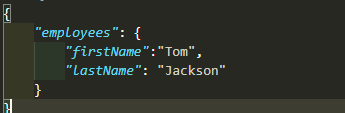 {
    "employees": {
        "firstName":"Tom",
        "lastName": "Jackson"
    }
}